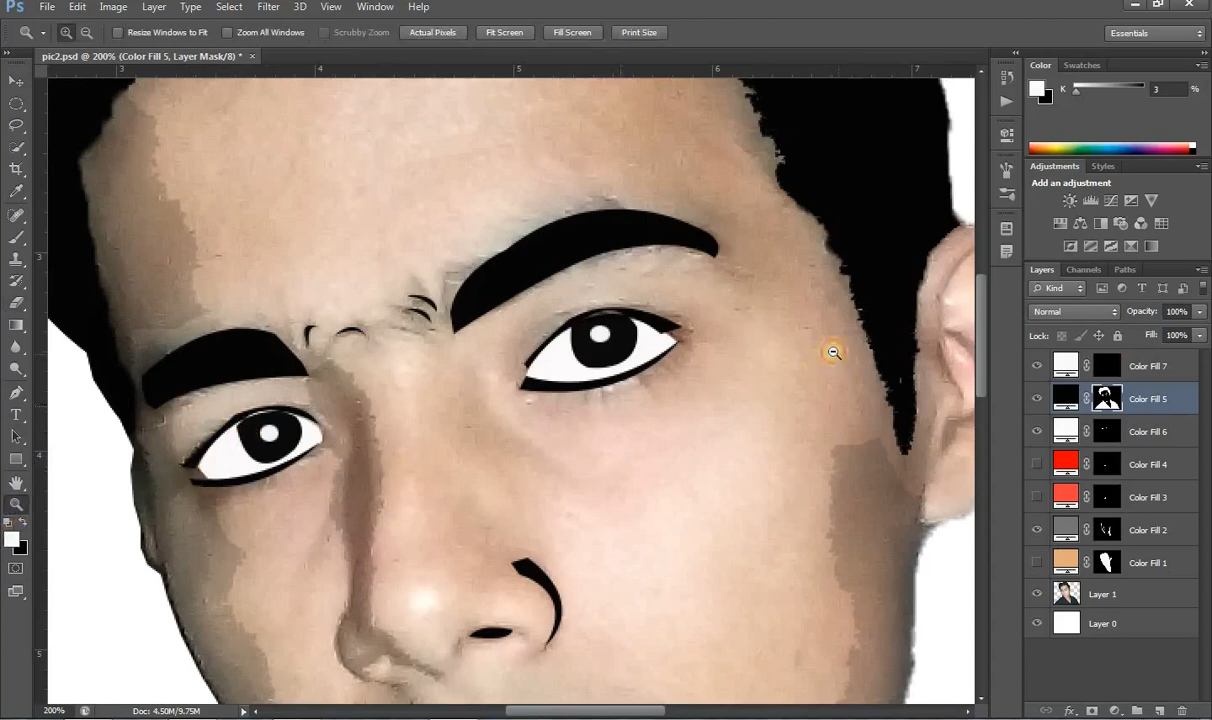 Ps File Edit Image Layer Type Select Filter 3D View Window Help
Resize Windows to Fit Zoom All Windows Scrubby Zoom Actual Pixels Fit Screen Fill Screen Print Size Essentials
pic2.psd @ 200% (Color Fill 5, Layer Mask/8) * ×
3 4 5 6 7
3
4
5
Color Swatches
K 3 %
Adjustments Styles
Add an adjustment
Layers Channels Paths
Kind
Normal Opacity: 100%
Lock: Fill: 100%
Color Fill 7
Color Fill 5
Color Fill 6
Color Fill 4
Color Fill 3
Color Fill 2
Color Fill 1
Layer 1
Layer 0
200% Doc: 4.50M/9.75M